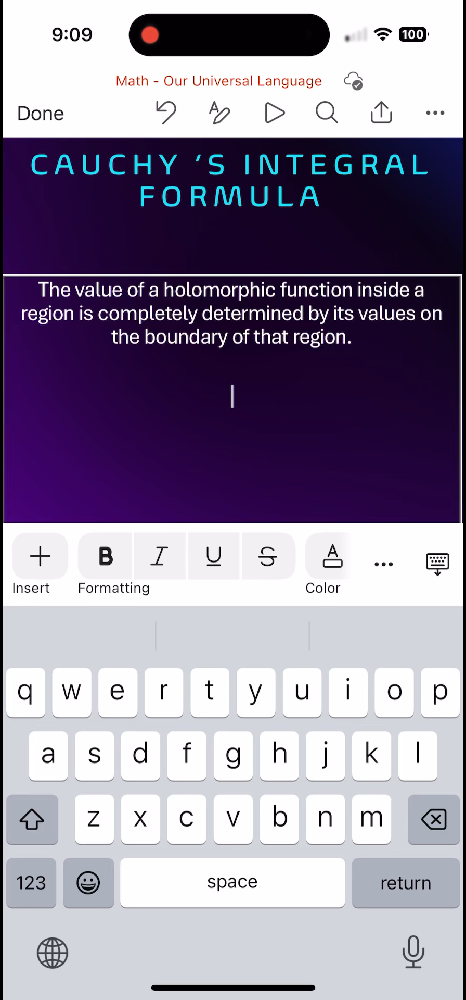 9:09
100
Math - Our Universal Language
Done
CAUCHY ’S INTEGRAL
FORMULA
The value of a holomorphic function inside a
region is completely determined by its values on
the boundary of that region.
B I U S A
Insert Formatting Color
q w e r t y u i o p
a s d f g h j k l
z x c v b n m
123 space return